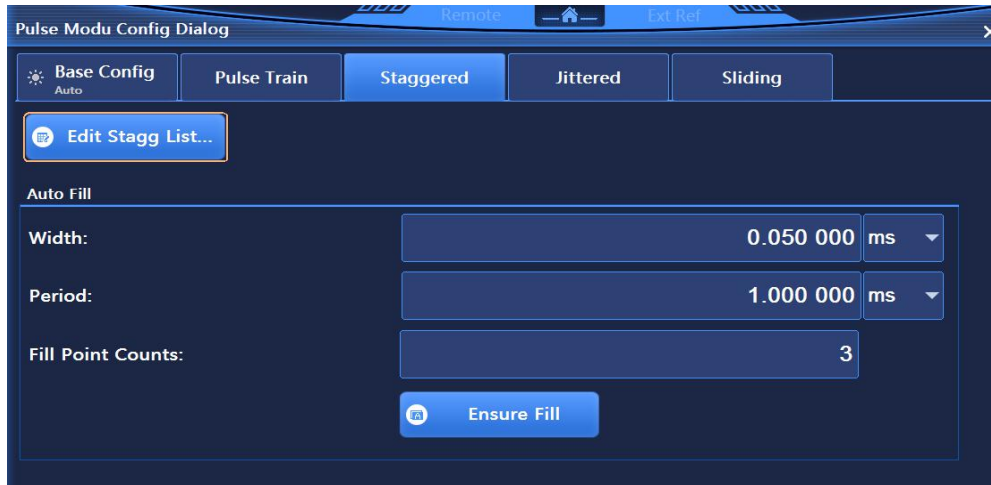 Remote Ext Ref
Pulse Modu Config Dialog
Base Config Pulse Train Staggered Jittered Sliding
Auto
Edit Stagg List...
Auto Fill
Width: 0.050 000 ms
Period: 1.000 000 ms
Fill Point Counts: 3
Ensure Fill